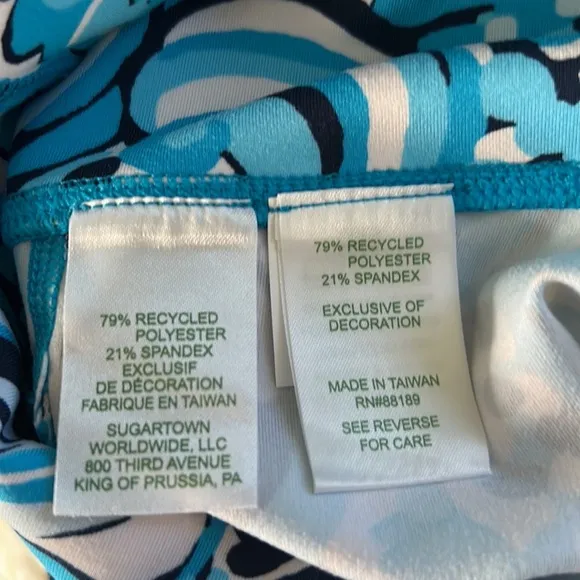 79% RECYCLED
POLYESTER
21% SPANDEX
EXCLUSIF
DE DÉCORATION
FABRIQUE EN TAIWAN
SUGARTOWN
WORLDWIDE, LLC
800 THIRD AVENUE
KING OF PRUSSIA, PA
79% RECYCLED
POLYESTER
21% SPANDEX
EXCLUSIVE OF
DECORATION
MADE IN TAIWAN
RN#88189
SEE REVERSE
FOR CARE